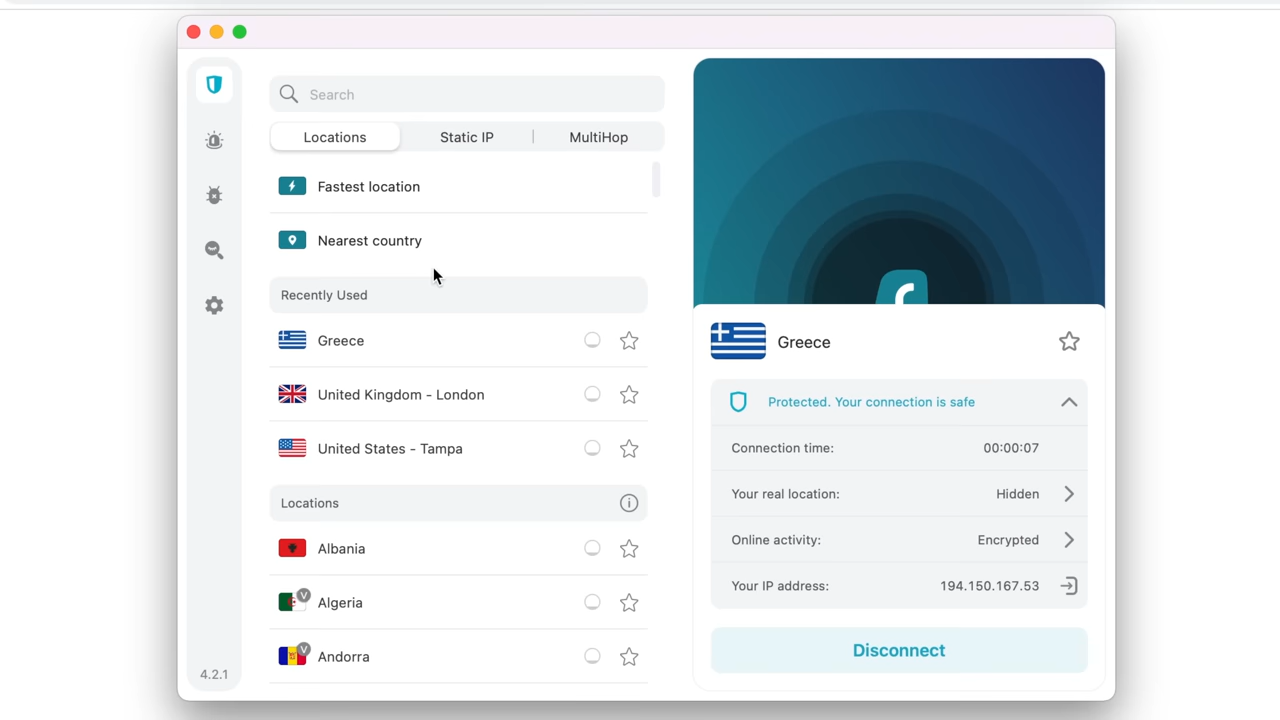 Search
Locations
Static IP
MultiHop
Fastest location
Nearest country
Recently Used
Greece
United Kingdom - London
United States - Tampa
Locations
Albania
V
Algeria
V
Andorra
4.2.1
Greece
Protected. Your connection is safe
Connection time: 00:00:07
Your real location: Hidden
Online activity: Encrypted
Your IP address: 194.150.167.53
Disconnect